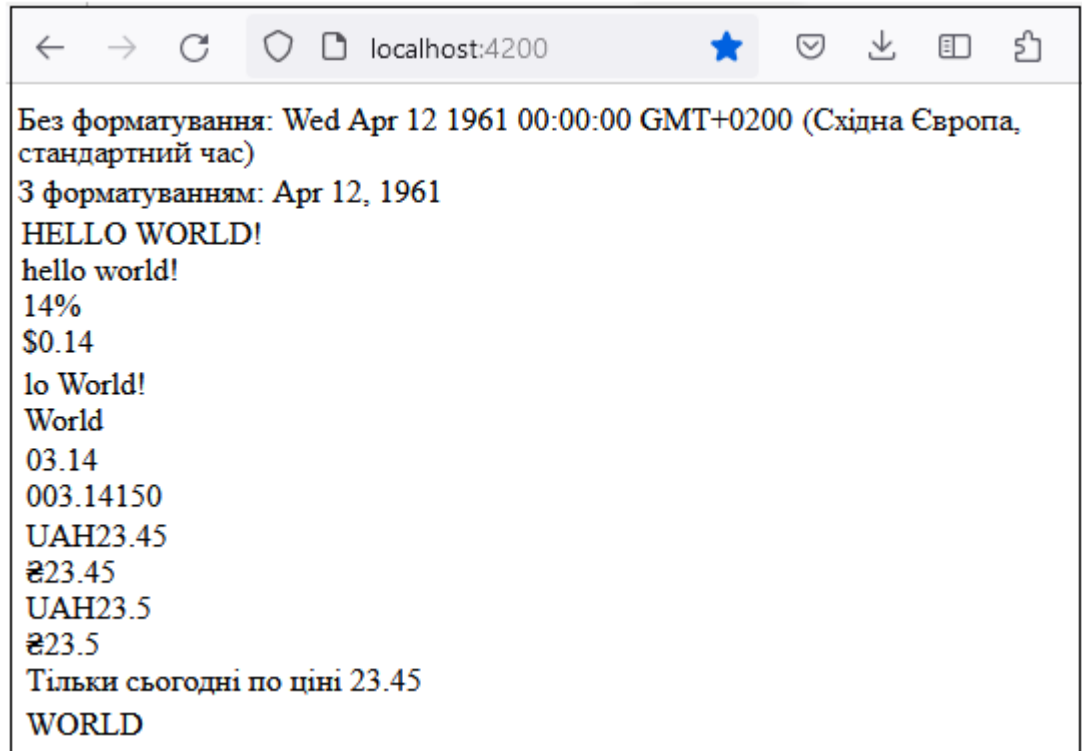 localhost:4200
Без форматування: Wed Apr 12 1961 00:00:00 GMT+0200 (Східна Європа,
стандартний час)
З форматуванням: Apr 12, 1961
HELLO WORLD!
hello world!
14%
$0.14
lo World!
World
03.14
003.14150
UAH23.45
₴23.45
UAH23.5
₴23.5
Тільки сьогодні по ціні 23.45
WORLD